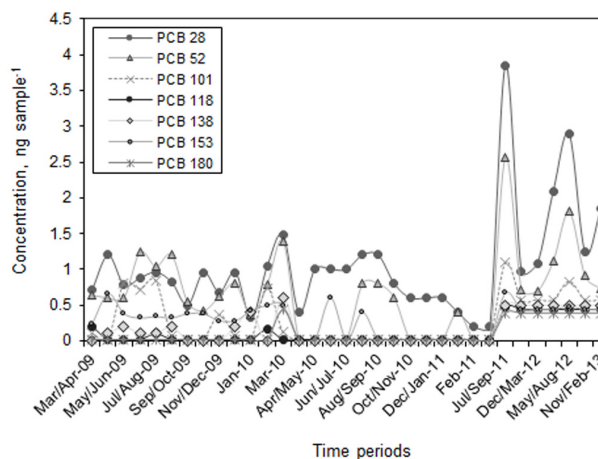 4.5
4
3.5
3
2.5
2
1.5
1
0.5
0
Concentration, ng sample-1
PCB 28
PCB 52
PCB 101
PCB 118
PCB 138
PCB 153
PCB 180
Mar/Apr-09
May/Jum-09
Jul/Aug-09
Sep/Oct-09
Nov/Dec-09
Jan-10
Mar-10
Apr/May-10
Jun/Jul-10
Aug/Sep-10
Oct/Nov-10
Dec/Jan-11
Feb-11
Jul/Sep-11
Dec/Mar-12
May/Aug-12
Nov/Feb-13
Time periods